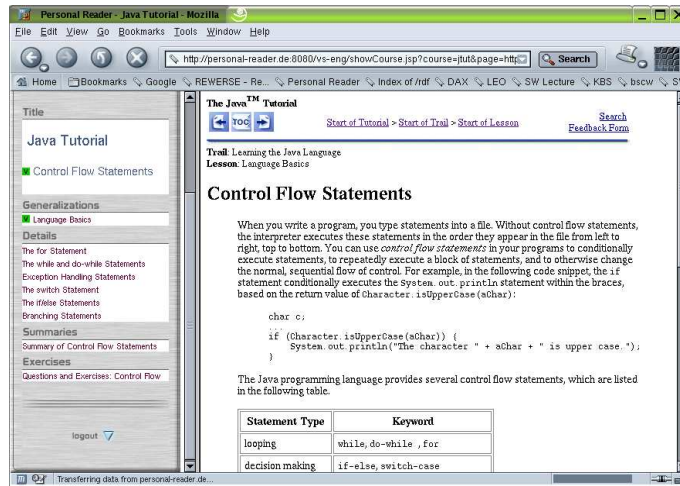 Personal Reader - Java Tutorial - Mozilla
File Edit View Go Bookmarks Tools Window Help
http://personal-reader.de:8080/vs-eng/showCourse.jsp?course=jtut&page=http
Search
Home Bookmarks Google REWERSE - Re... Personal Reader Index of /rdf DAX LEO SW Lecture KBS bscw
Title
Java Tutorial
Control Flow Statements
Generalizations
Language Basics
Details
The for Statement
The while and do-while Statements
Exception Handling Statements
The switch Statement
The if/else Statements
Branching Statements
Summaries
Summary of Control Flow Statements
Exercises
Questions and Exercises: Control Flow
logout
The Java™ Tutorial
TOC
Start of Tutorial > Start of Trail > Start of Lesson
Search
Feedback Form
Trail: Learning the Java Language
Lesson: Language Basics
Control Flow Statements
When you write a program, you type statements into a file. Without control flow statements,
the interpreter executes these statements in the order they appear in the file from left to
right, top to bottom. You can use control flow statements in your programs to conditionally
execute statements, to repeatedly execute a block of statements, and to otherwise change
the normal, sequential flow of control. For example, in the following code snippet, the if
statement conditionally executes the System.out.println statement within the braces,
based on the return value of Character.isUpperCase(aChar):
char c;
...
if (Character.isUpperCase(aChar)) {
System.out.println("The character " + aChar + " is upper case.");
}
The Java programming language provides several control flow statements, which are listed
in the following table.
Statement Type Keyword
looping while, do-while , for
decision making if-else, switch-case
Transferring data from personal-reader.de...